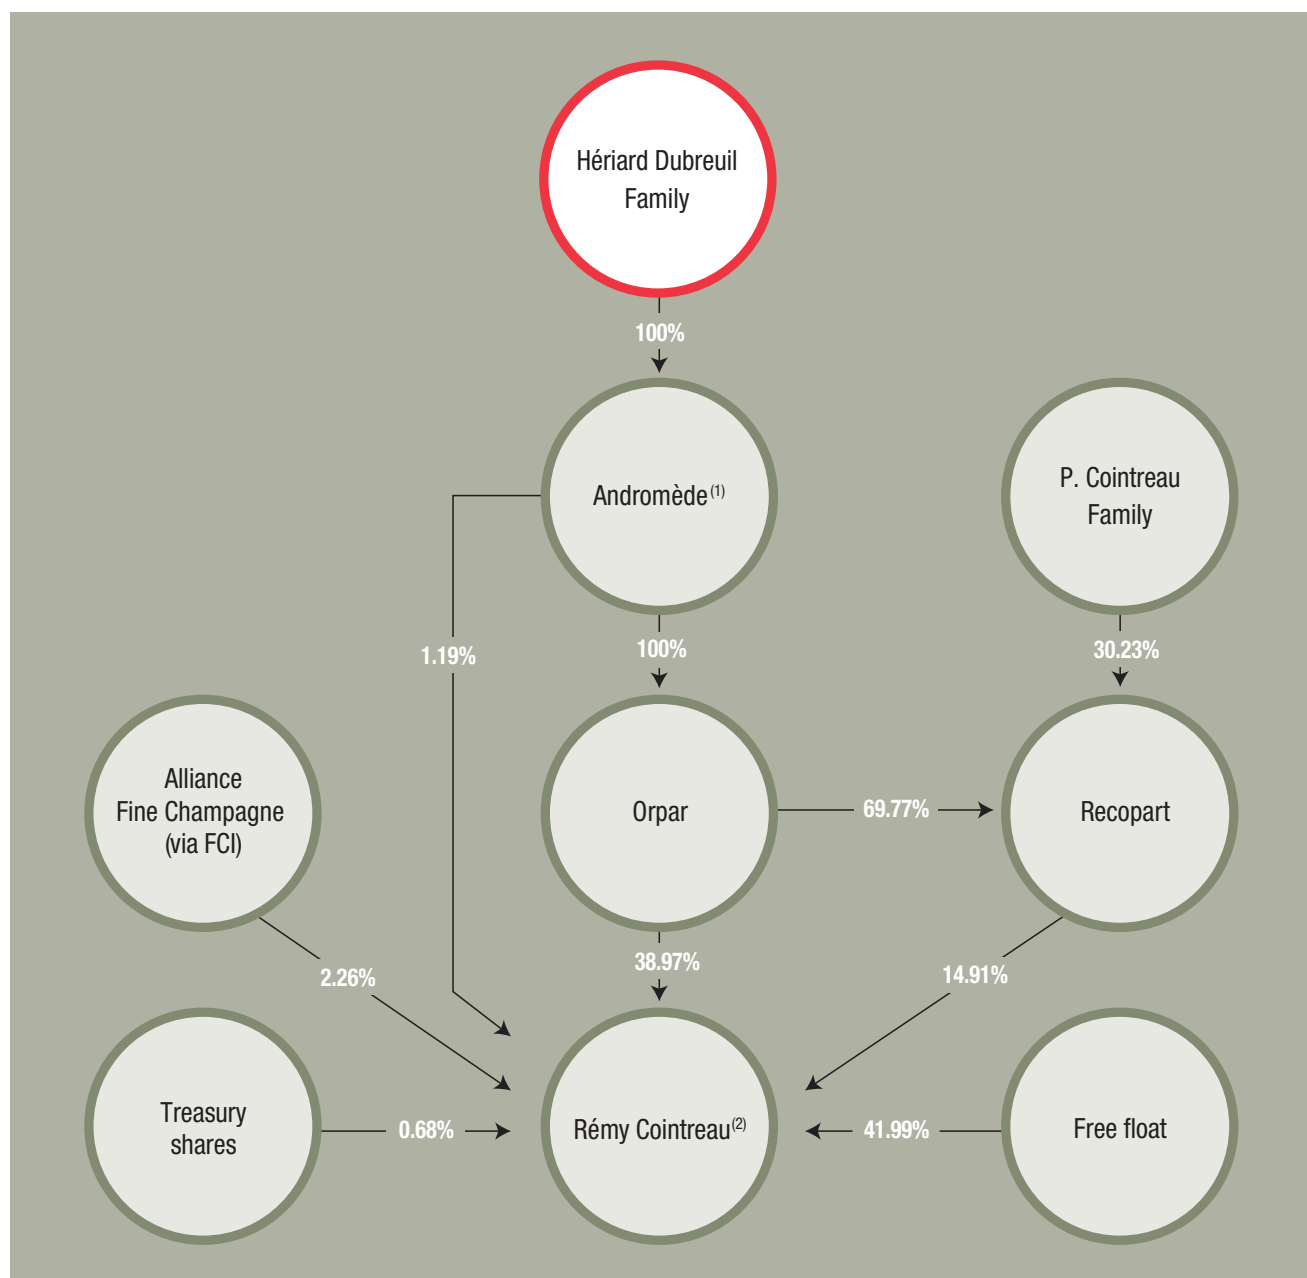 Hériard Dubreuil
Family
100%
Andromède(1)
P. Cointreau
Family
1.19%
100%
30.23%
Alliance
Fine Champagne
(via FCI)
Orpar
69.77%
Recopart
2.26%
38.97%
14.91%
Treasury
shares
0.68%
Rémy Cointreau(2)
41.99%
Free float